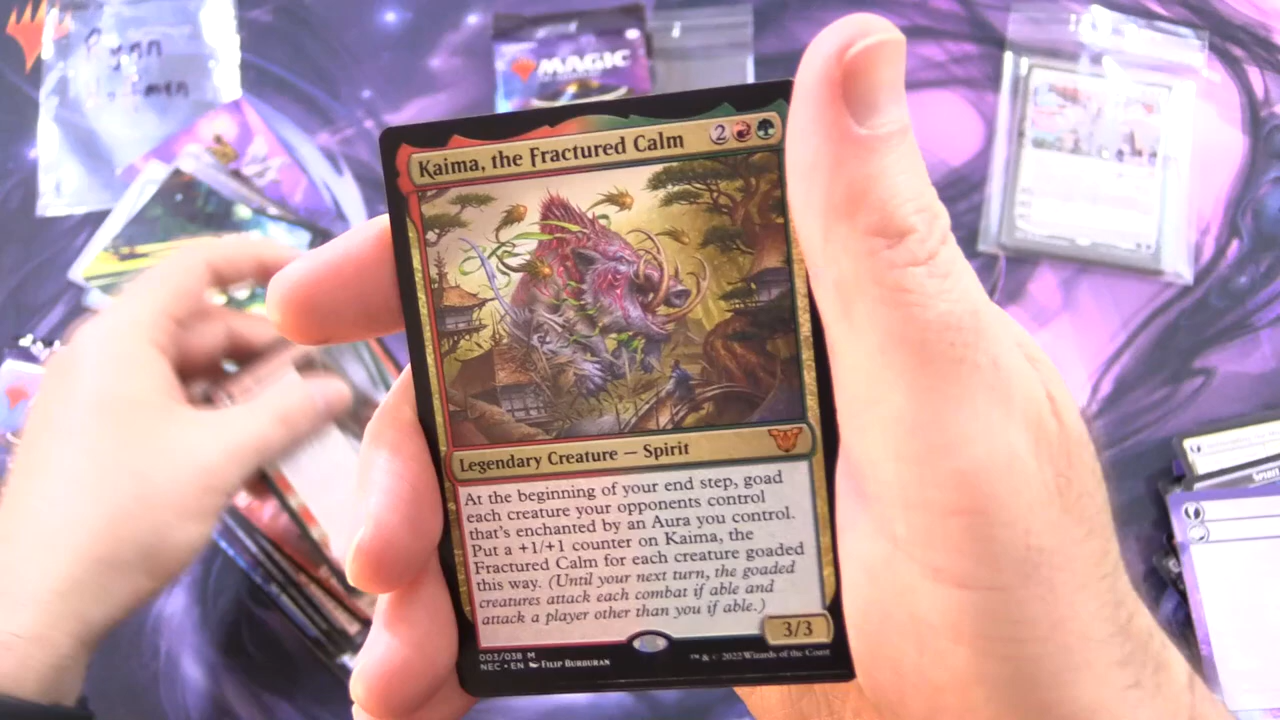 MAGIC
Kaima, the Fractured Calm 2
Legendary Creature — Spirit
At the beginning of your end step, goad
each creature your opponents control
that's enchanted by an Aura you control.
Put a +1/+1 counter on Kaima, the
Fractured Calm for each creature goaded
this way. (Until your next turn, the goaded
creatures attack each combat if able and
attack a player other than you if able.)
3/3
003/038 M
NEC • EN Filip Burburan
™ & © 2022 Wizards of the Coast